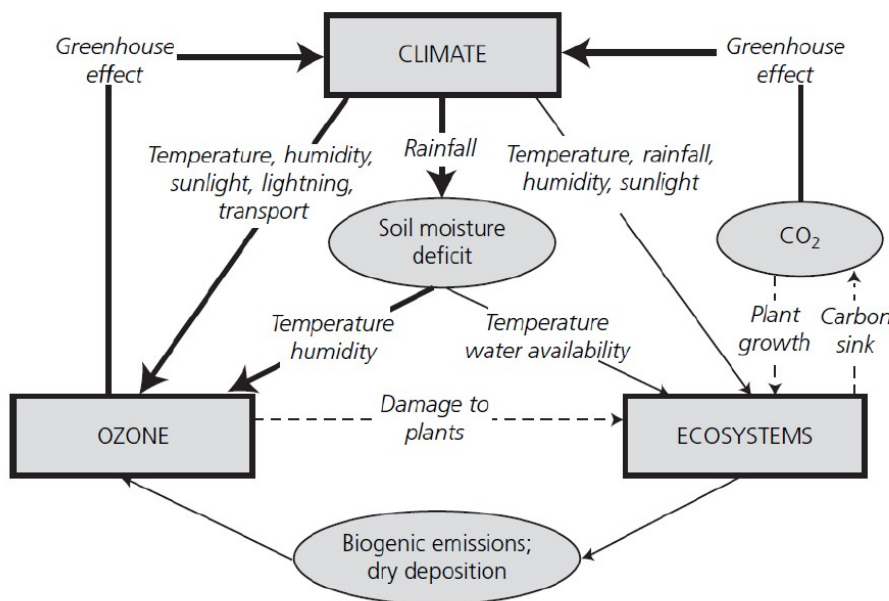 Greenhouse
effect
CLIMATE
Greenhouse
effect
Temperature, humidity,
sunlight, lightning,
transport
Rainfall
Temperature, rainfall,
humidity, sunlight
Soil moisture
deficit
CO₂
Temperature
humidity
Temperature
water availability
Plant
growth
Carbon
sink
OZONE
Damage to
plants
ECOSYSTEMS
Biogenic emissions;
dry deposition